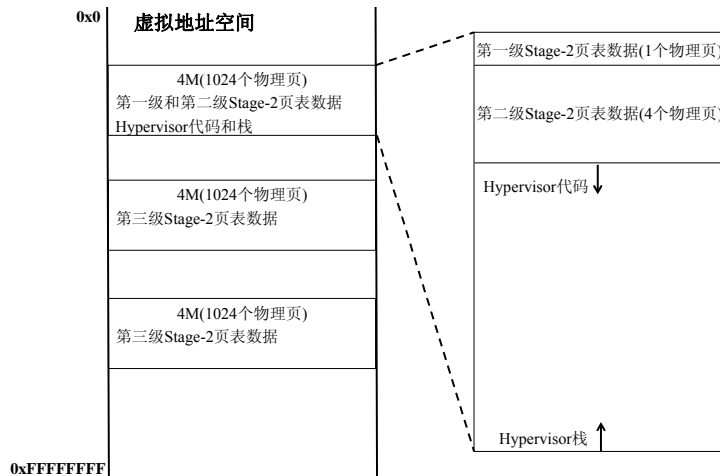 0x0
虚拟地址空间
4M(1024个物理页)
第一级和第二级Stage-2页表数据
Hypervisor代码和栈
4M(1024个物理页)
第三级Stage-2页表数据
4M(1024个物理页)
第三级Stage-2页表数据
0xFFFFFFFF
第一级Stage-2页表数据(1个物理页)
第二级Stage-2页表数据(4个物理页)
Hypervisor代码
Hypervisor栈